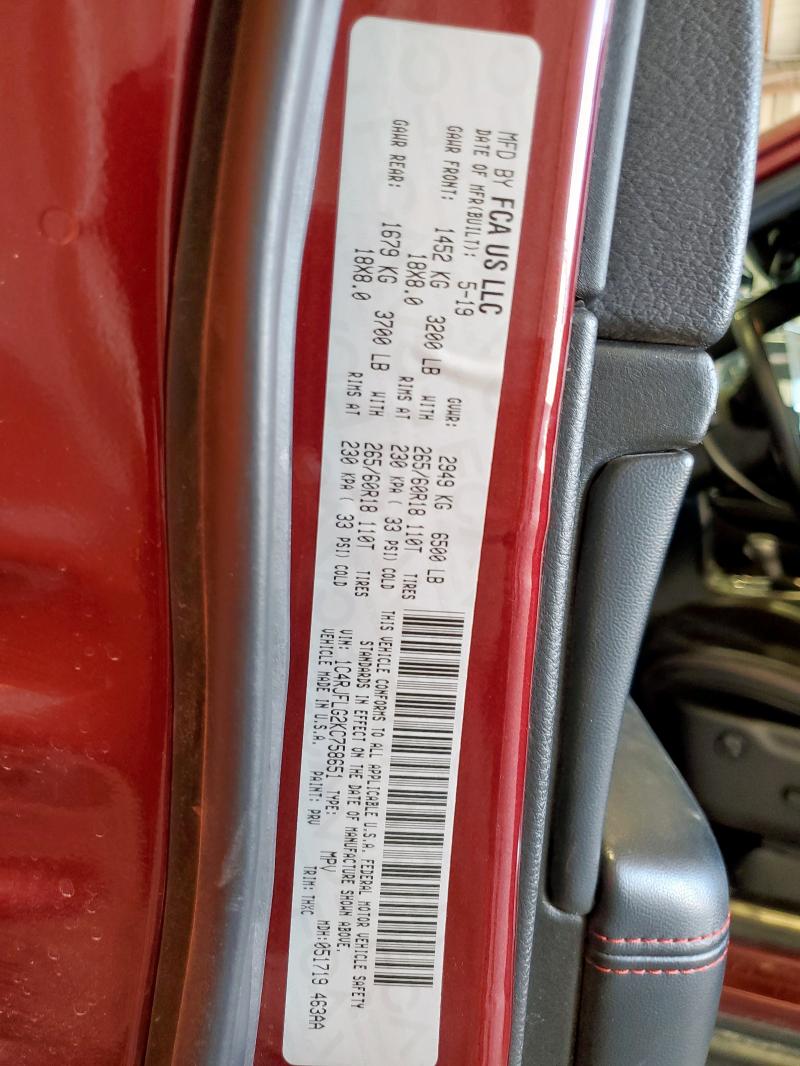 MFD BY FCA US LLC
DATE OF MFR(BUILT): 5-19 GVWR: 2949 KG 6500 LB
GAWR FRONT: 1452 KG 3200 LB WITH 265/60R18 110T TIRES
18X8.0 RIMS AT 230 KPA ( 33 PSI) COLD
GAWR REAR: 1679 KG 3700 LB WITH 265/60R18 110T TIRES
18X8.0 RIMS AT 230 KPA ( 33 PSI) COLD
THIS VEHICLE CONFORMS TO ALL APPLICABLE U.S.A. FEDERAL MOTOR VEHICLE SAFETY
STANDARDS IN EFFECT ON THE DATE OF MANUFACTURE SHOWN ABOVE.
VIN: 1C4RJFLG2KC758651 TYPE: MPV MDH:051719 463AA
VEHICLE MADE IN U.S.A. PAINT: PRV TRIM: TMXC